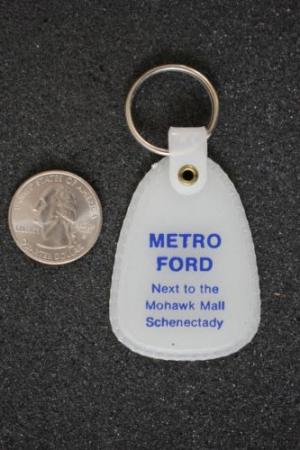 METRO
FORD
Next to the
Mohawk Mall
Schenectady